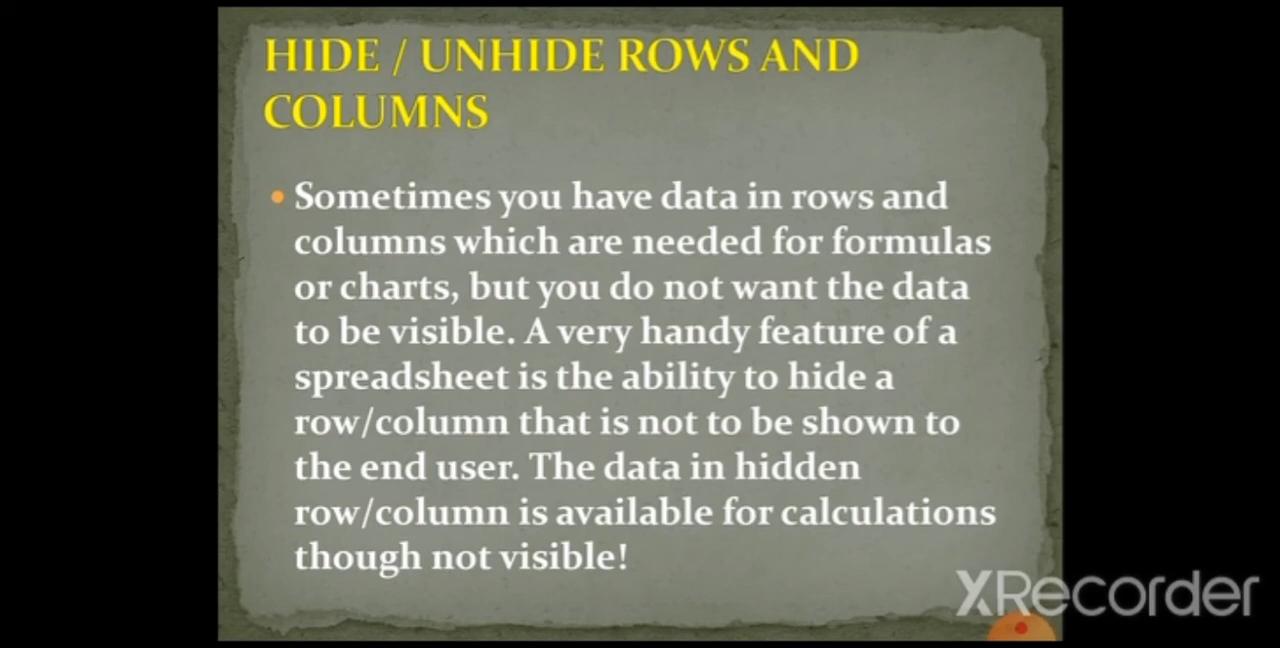 HIDE / UNHIDE ROWS AND
COLUMNS
• Sometimes you have data in rows and
columns which are needed for formulas
or charts, but you do not want the data
to be visible. A very handy feature of a
spreadsheet is the ability to hide a
row/column that is not to be shown to
the end user. The data in hidden
row/column is available for calculations
though not visible!
XRecorder